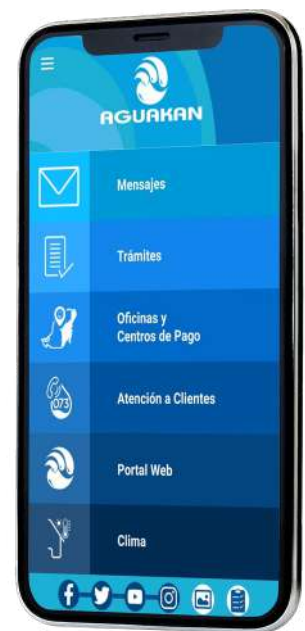 AGUAKAN
Mensajes
Trámites
Oficinas y
Centros de Pago
073
Atención a Clientes
Portal Web
Clima